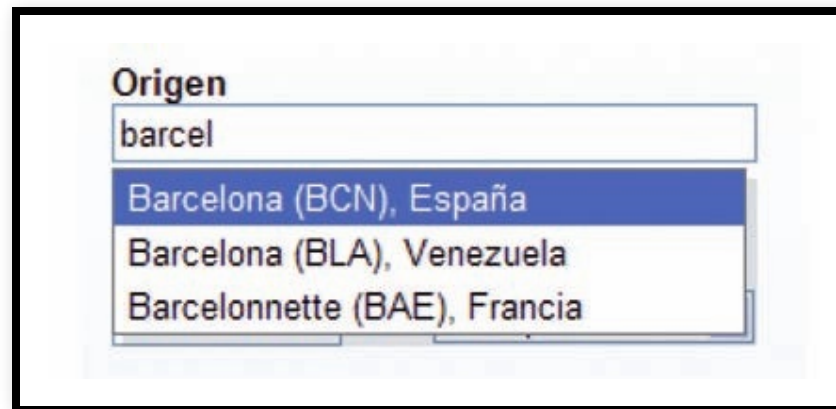 Origen
barcel
Barcelona (BCN), España
Barcelona (BLA), Venezuela
Barcelonnette (BAE), Francia